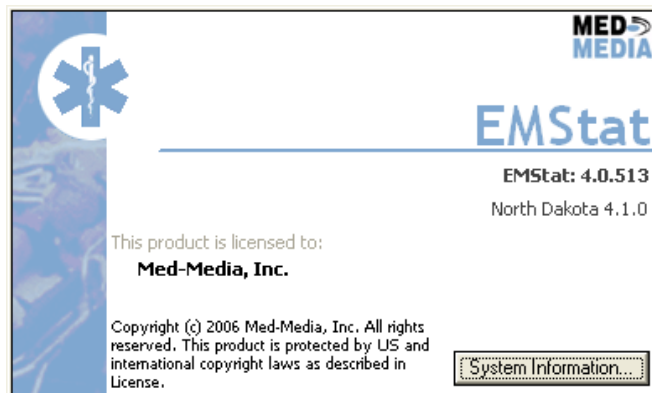 MED
MEDIA
EMStat
EMStat: 4.0.513
North Dakota 4.1.0
This product is licensed to:
Med-Media, Inc.
Copyright (c) 2006 Med-Media, Inc. All rights
reserved. This product is protected by US and
international copyright laws as described in
License.
System Information...